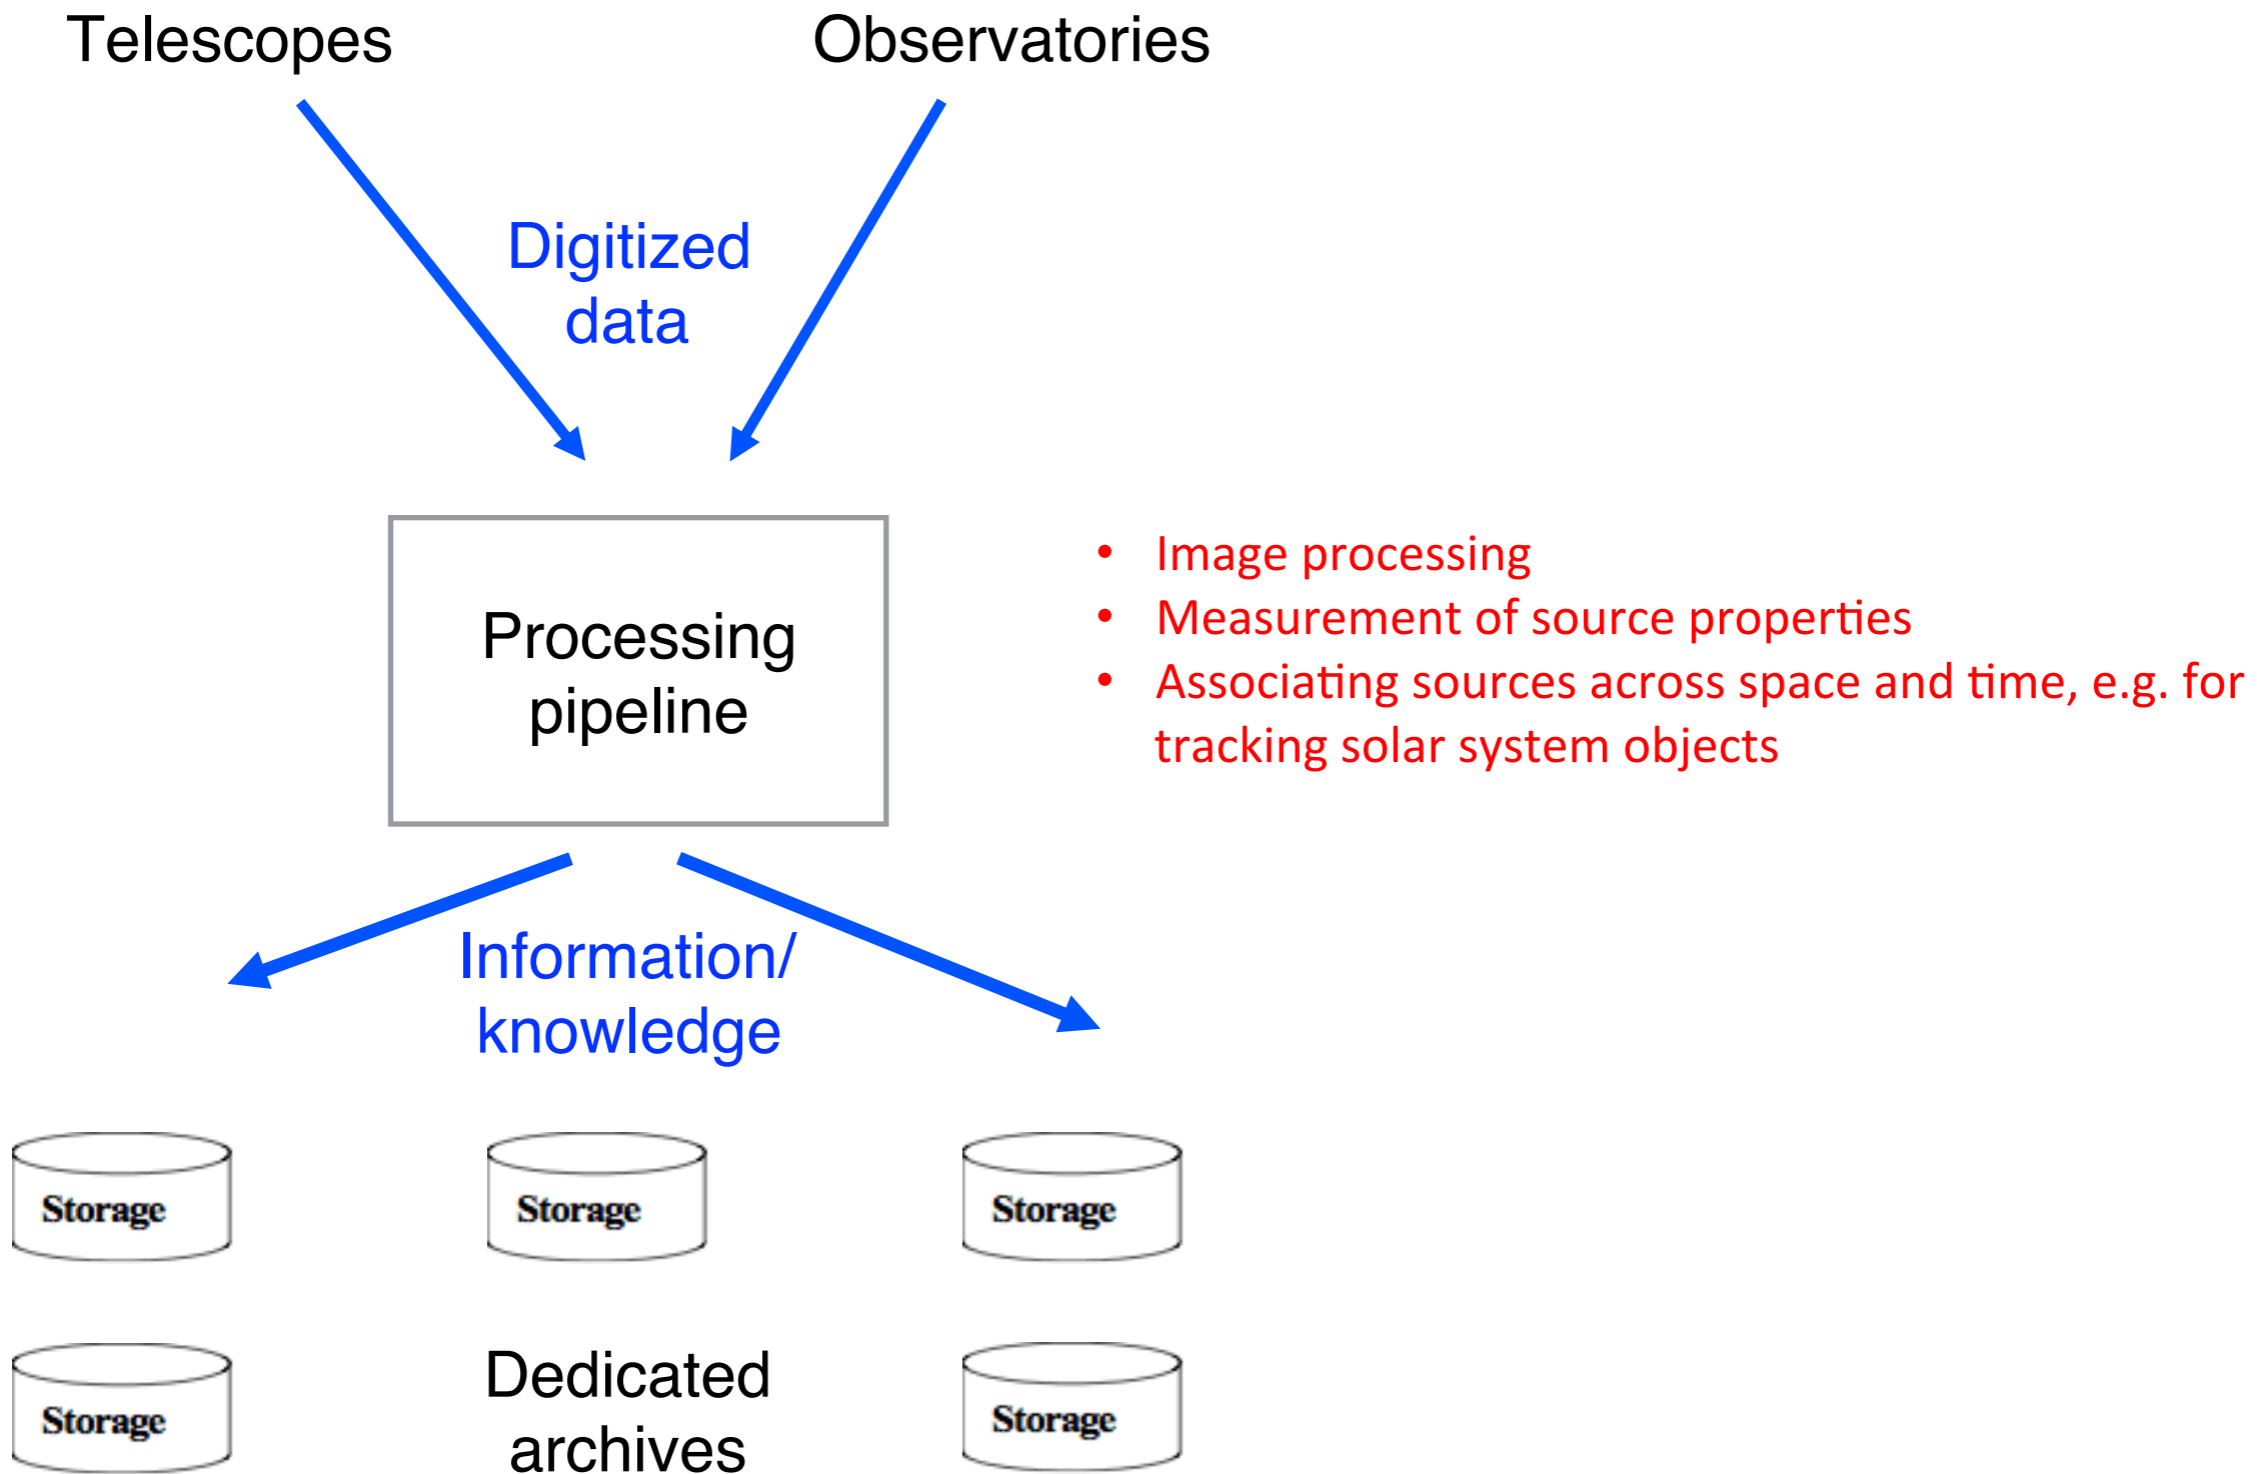 Telescopes
Observatories
Digitized
data
Processing
pipeline
• Image processing
• Measurement of source properties
• Associating sources across space and time, e.g. for
tracking solar system objects
Information/
knowledge
Storage
Storage
Storage
Storage
Dedicated
archives
Storage